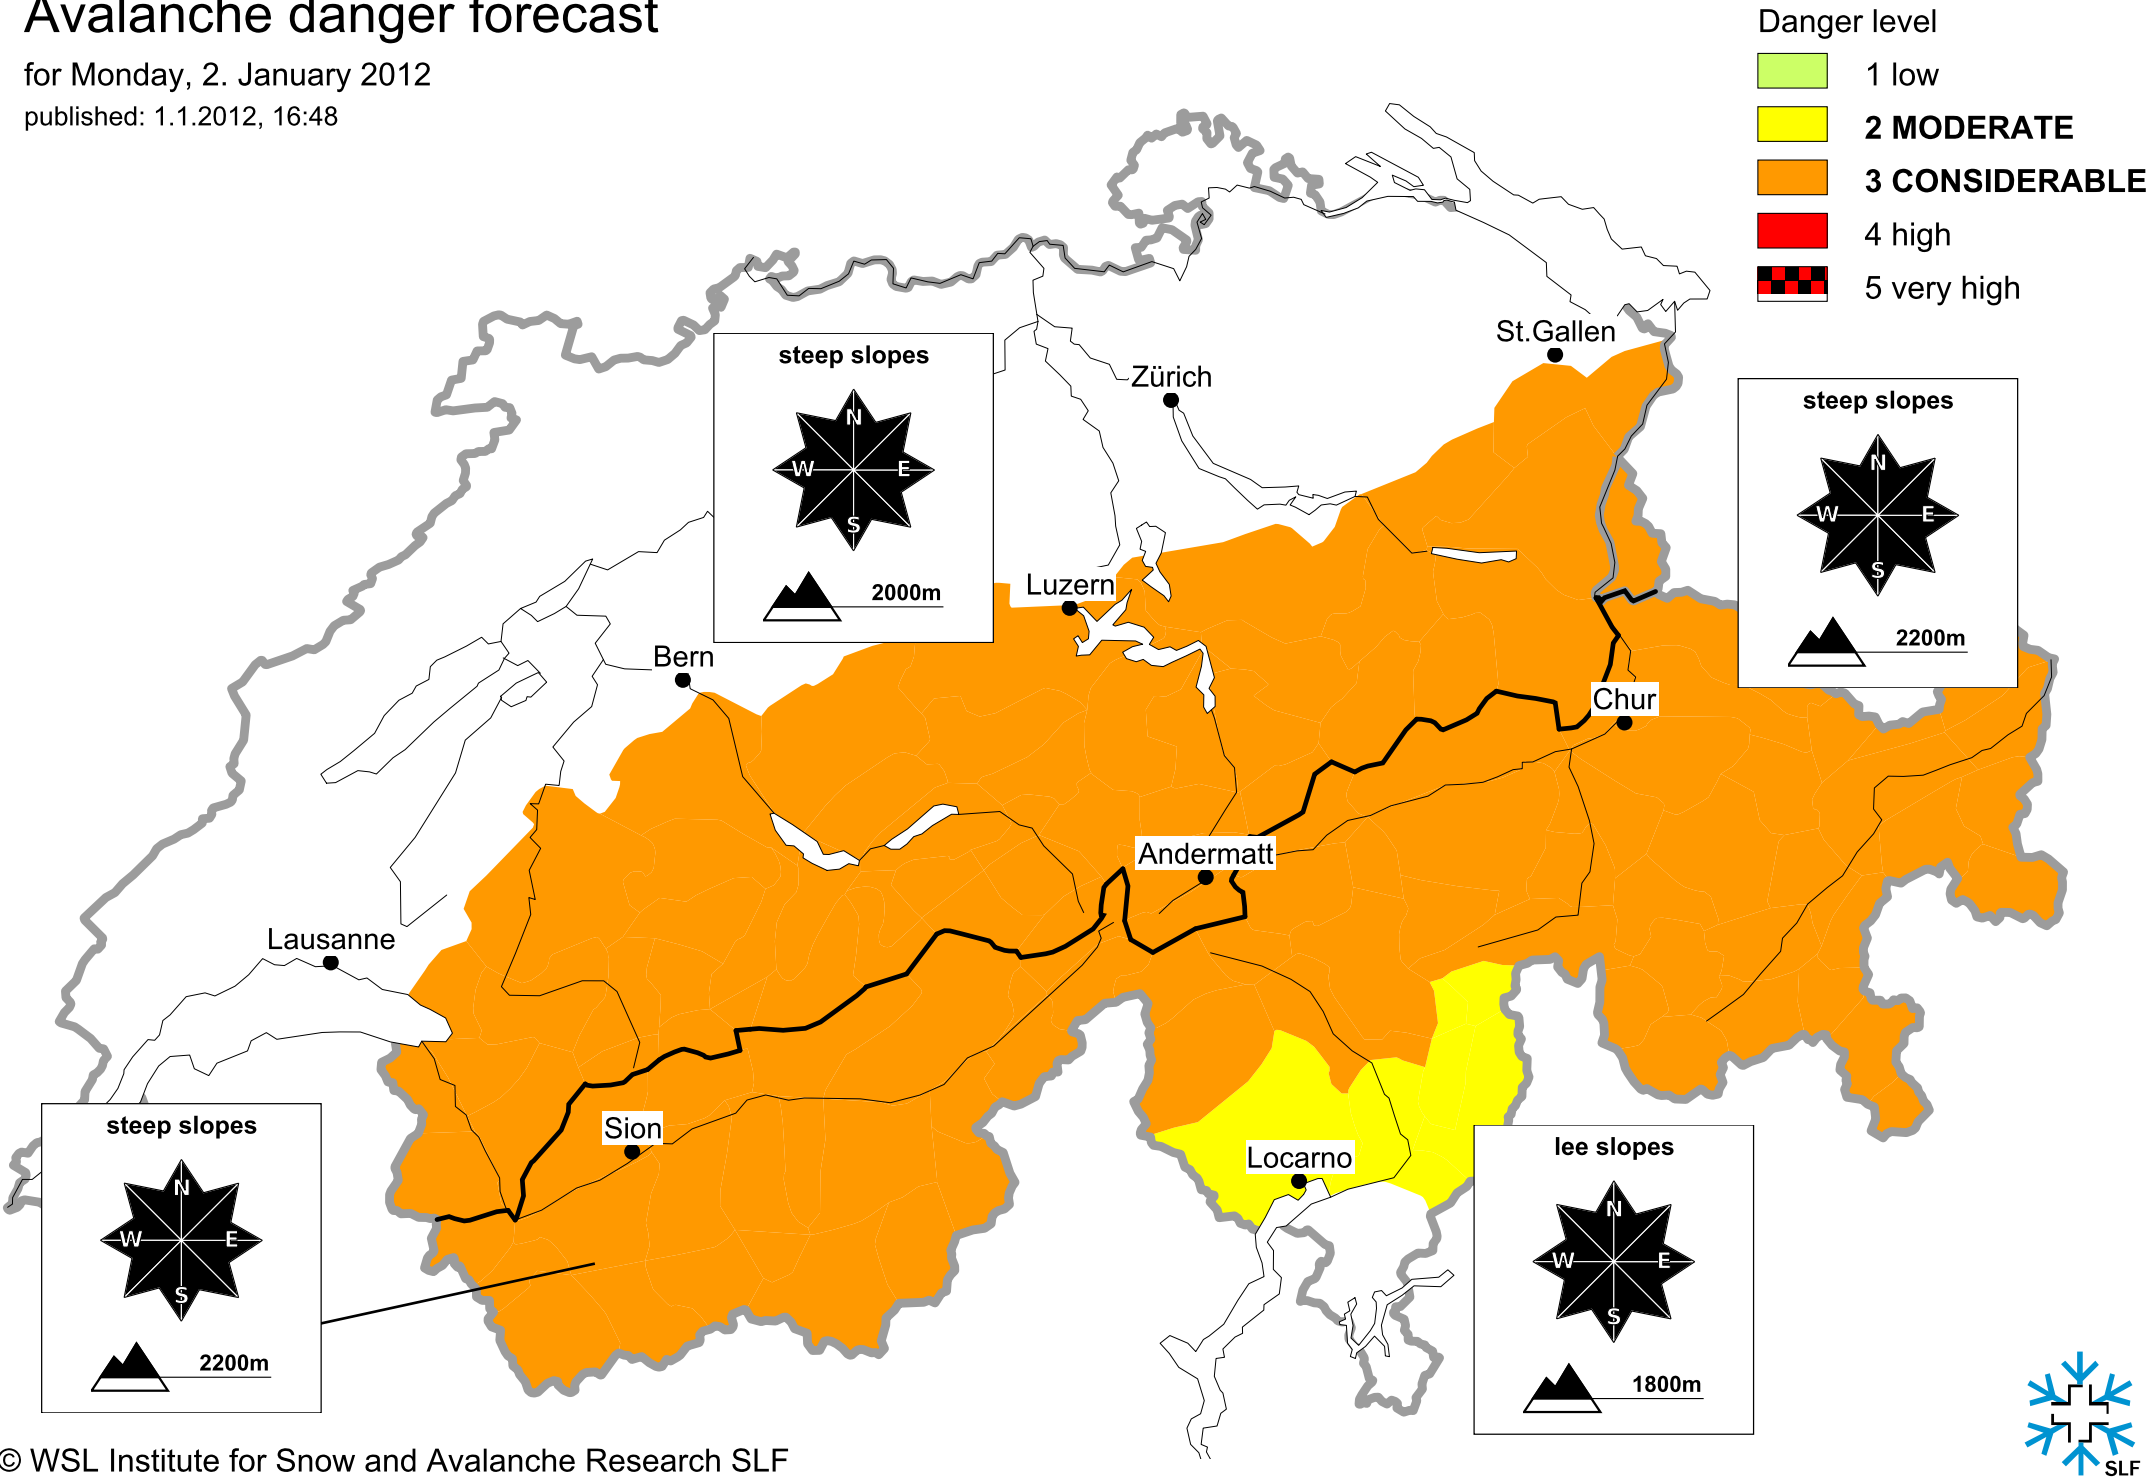 Avalanche danger forecast
for Monday, 2. January 2012
published: 1.1.2012, 16:48
Danger level
1 low
2 MODERATE
3 CONSIDERABLE
4 high
5 very high
St.Gallen
Zürich
steep slopes
N
W E
S
2000m
steep slopes
N
W E
S
2200m
Luzern
Bern
Chur
Andermatt
Lausanne
Sion
Locarno
steep slopes
N
W E
S
2200m
lee slopes
N
W E
S
1800m
© WSL Institute for Snow and Avalanche Research SLF
SLF